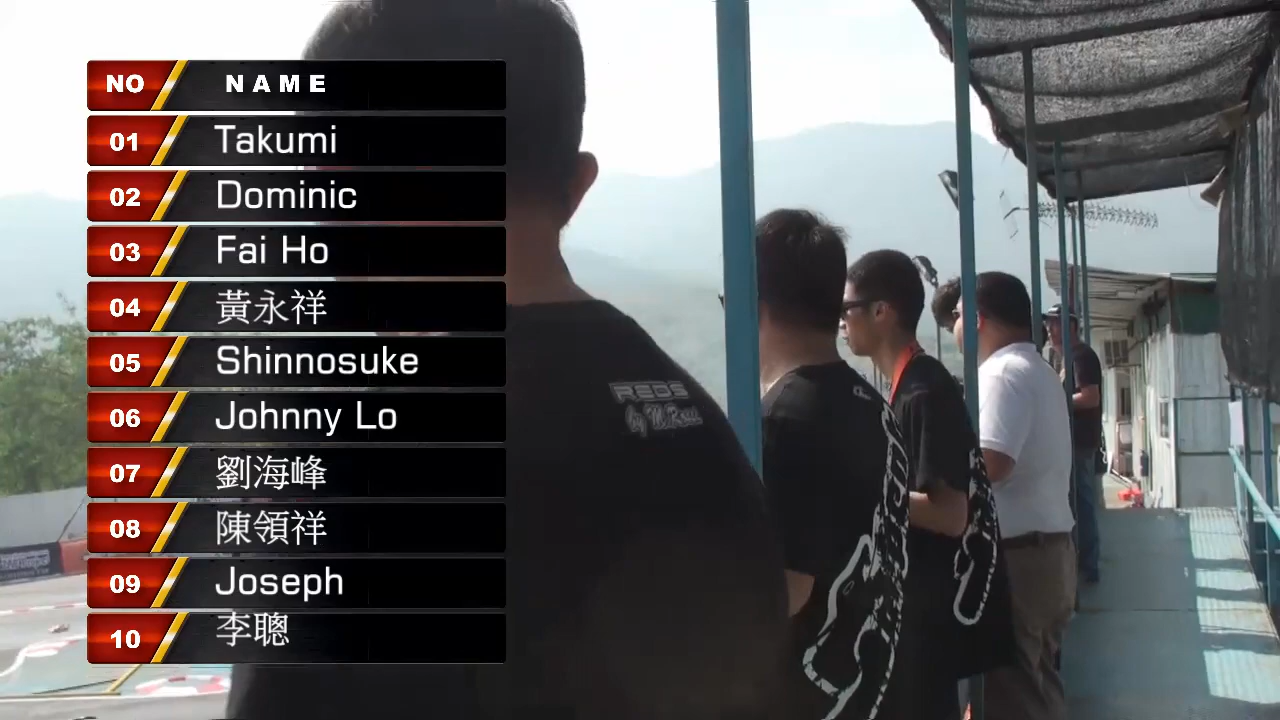 NO NAME
01 Takumi
02 Dominic
03 Fai Ho
04 黃永祥
05 Shinnosuke
06 Johnny Lo
07 劉海峰
08 陳領祥
09 Joseph
10 李聰
REDS